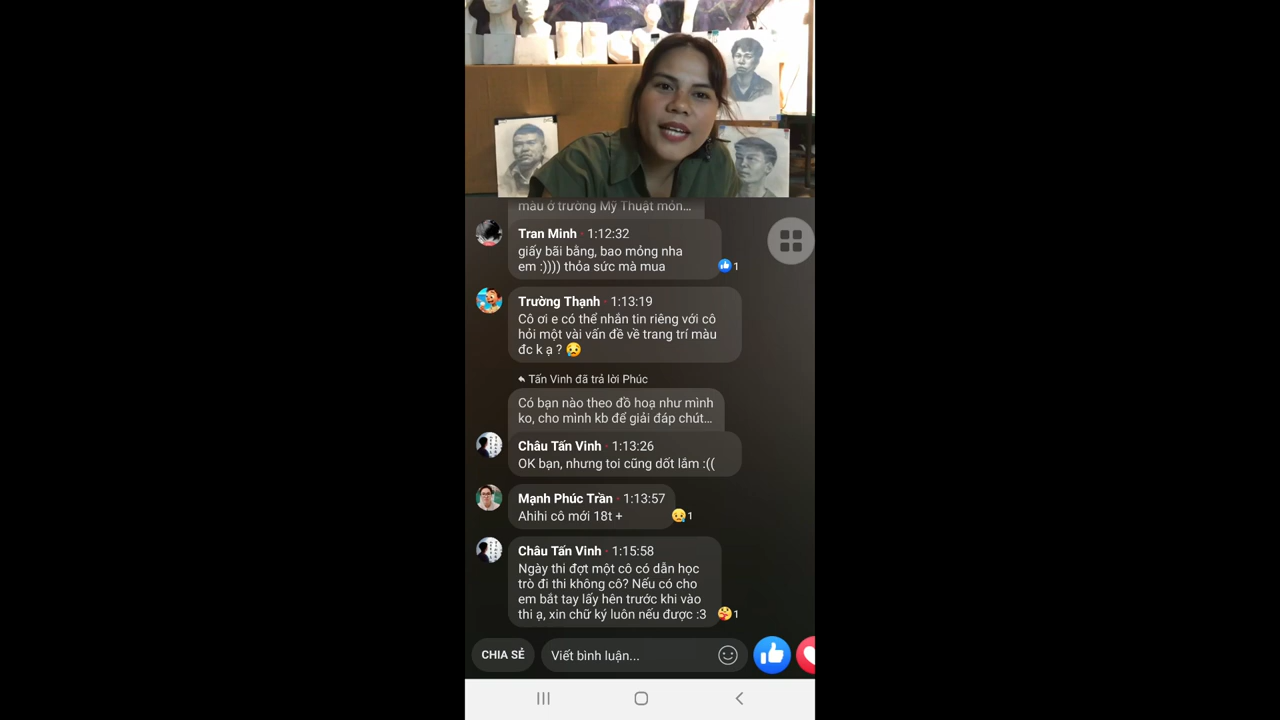 màu ở trường Mỹ Thuật môn...
Tran Minh · 1:12:32
giấy bãi bằng, bao mỏng nha
em :)))) thỏa sức mà mua
1
Trường Thạnh · 1:13:19
Cô ơi e có thể nhắn tin riêng với cô
hỏi một vài vấn đề về trang trí màu
đc k ạ ? 😥
Tấn Vinh đã trả lời Phúc
Có bạn nào theo đồ hoạ như mình
ko, cho mình kb để giải đáp chút...
Châu Tấn Vinh · 1:13:26
OK bạn, nhưng toi cũng dốt lắm :((
Mạnh Phúc Trần · 1:13:57
Ahihi cô mới 18t +
1
Châu Tấn Vinh · 1:15:58
Ngày thi đợt một cô có dẫn học
trò đi thi không cô? Nếu có cho
em bắt tay lấy hên trước khi vào
thi ạ, xin chữ ký luôn nếu được :3
1
CHIA SẺ
Viết bình luận...